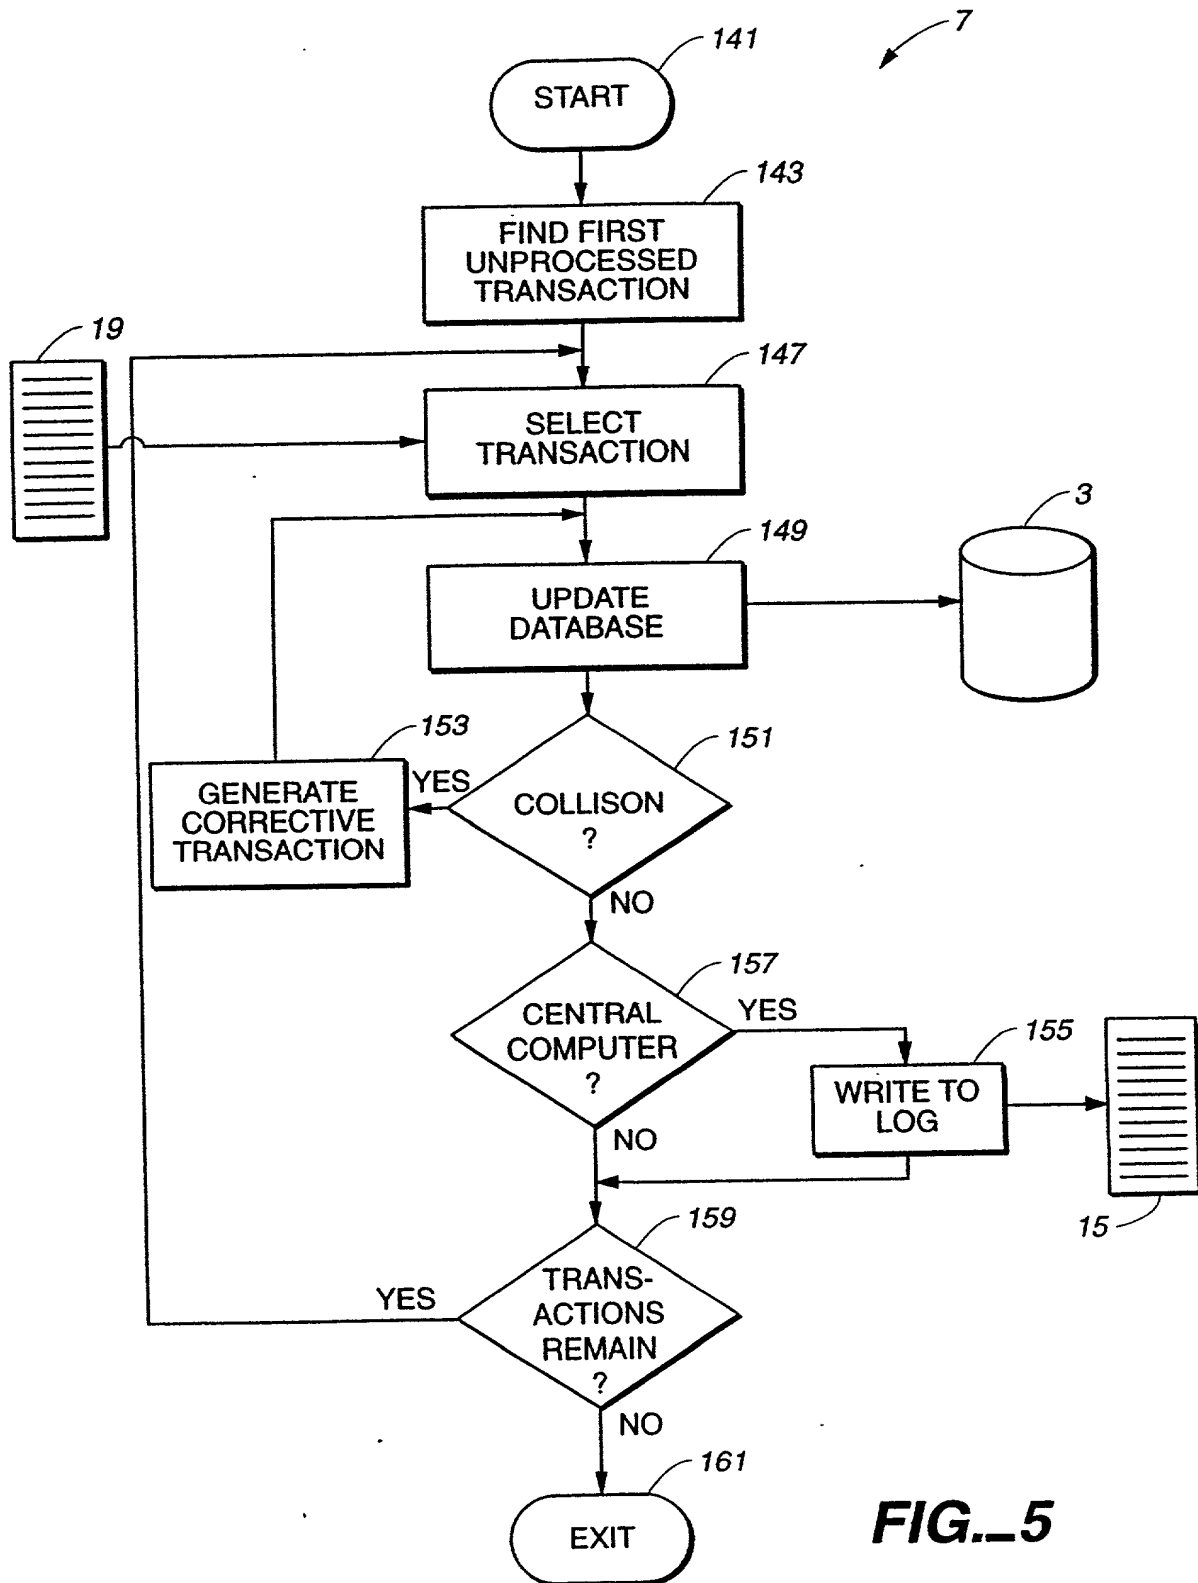 7
141
START
143
FIND FIRST
UNPROCESSED
TRANSACTION
19
147
SELECT
TRANSACTION
3
149
UPDATE
DATABASE
153
151
GENERATE
CORRECTIVE
TRANSACTION
YES
COLLISON
?
NO
157
CENTRAL
COMPUTER
?
YES
155
WRITE TO
LOG
NO
15
159
YES
TRANS-
ACTIONS
REMAIN
?
NO
161
EXIT
FIG._5